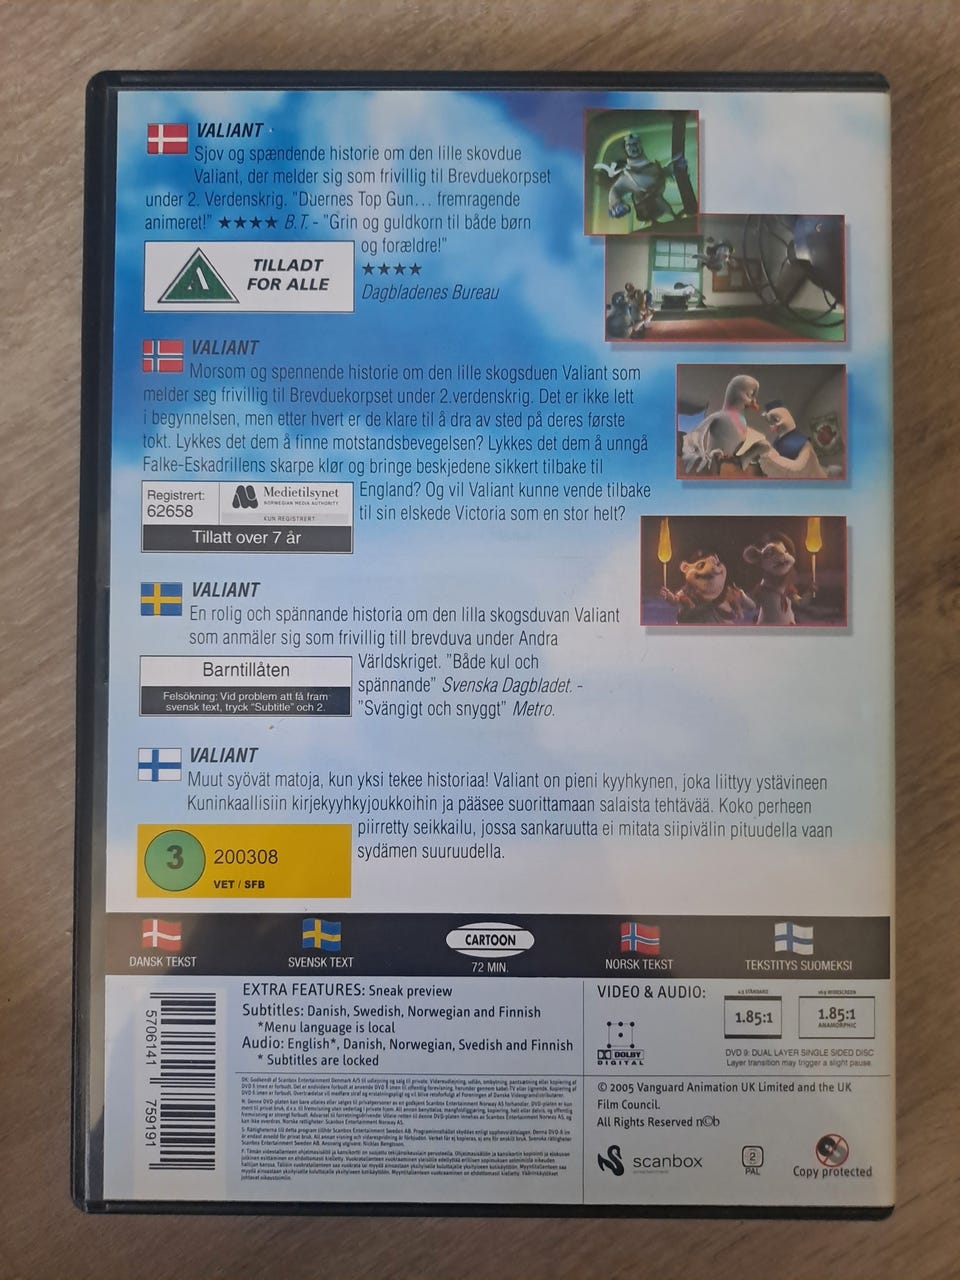 VALIANT
Sjov og spændende historie om den lille skovdue
Valiant, der melder sig som frivillig til Brevduekorpset
under 2. Verdenskrig. "Duernes Top Gun... fremragende
animeret!" ★★★★ B.T. - "Grin og guldkorn til både børn
og forældre!"
★★★★
Dagbladenes Bureau
A
TILLADT
FOR ALLE
VALIANT
Morsom og spennende historie om den lille skogsduen Valiant som
melder seg frivillig til Brevduekorpset under 2.verdenskrig. Det er ikke lett
i begynnelsen, men etter hvert er de klare til å dra av sted på deres første
tokt. Lykkes det dem å finne motstandsbevegelsen? Lykkes det dem å unngå
Falke-Eskadrillens skarpe klør og bringe beskjedene sikkert tilbake til
England? Og vil Valiant kunne vende tilbake
til sin elskede Victoria som en stor helt?
Registrert:
62658
Medietilsynet
NORWEGIAN MEDIA AUTHORITY
KUN REGISTRERT
Tillatt over 7 år
VALIANT
En rolig och spännande historia om den lilla skogsduvan Valiant
som anmäler sig som frivillig till brevduva under Andra
Världskriget. "Både kul och
spännande" Svenska Dagbladet. -
"Svängigt och snyggt" Metro.
Barntillåten
Felsökning: Vid problem att få fram
svensk text, tryck "Subtitle" och 2.
VALIANT
Muut syövät matoja, kun yksi tekee historiaa! Valiant on pieni kyyhkynen, joka liittyy ystävineen
Kuninkaallisiin kirjekyyhkyjoukkoihin ja pääsee suorittamaan salaista tehtävää. Koko perheen
piirretty seikkailu, jossa sankaruutta ei mitata siipivälin pituudella vaan
sydämen suuruudella.
3
200308
VET / SFB
DANSK TEKST
SVENSK TEXT
CARTOON
72 MIN.
NORSK TEKST
TEKSTITYS SUOMEKSI
5706141 759191
EXTRA FEATURES: Sneak preview
Subtitles: Danish, Swedish, Norwegian and Finnish
*Menu language is local
Audio: English*, Danish, Norwegian, Svedish and Finnish
* Subtitles are locked
VIDEO & AUDIO:
DOLBY
DIGITAL
4:3 STANDARD
1.85:1
16:9 WIDESCREEN
1.85:1
ANAMORPHIC
DVD 9: DUAL LAYER SINGLE SIDED DISC
Layer transition may trigger a slight pause.
© 2005 Vanguard Animation UK Limited and the UK
Film Council.
All Rights Reserved n©b
scanbox
2
PAL
Copy protected